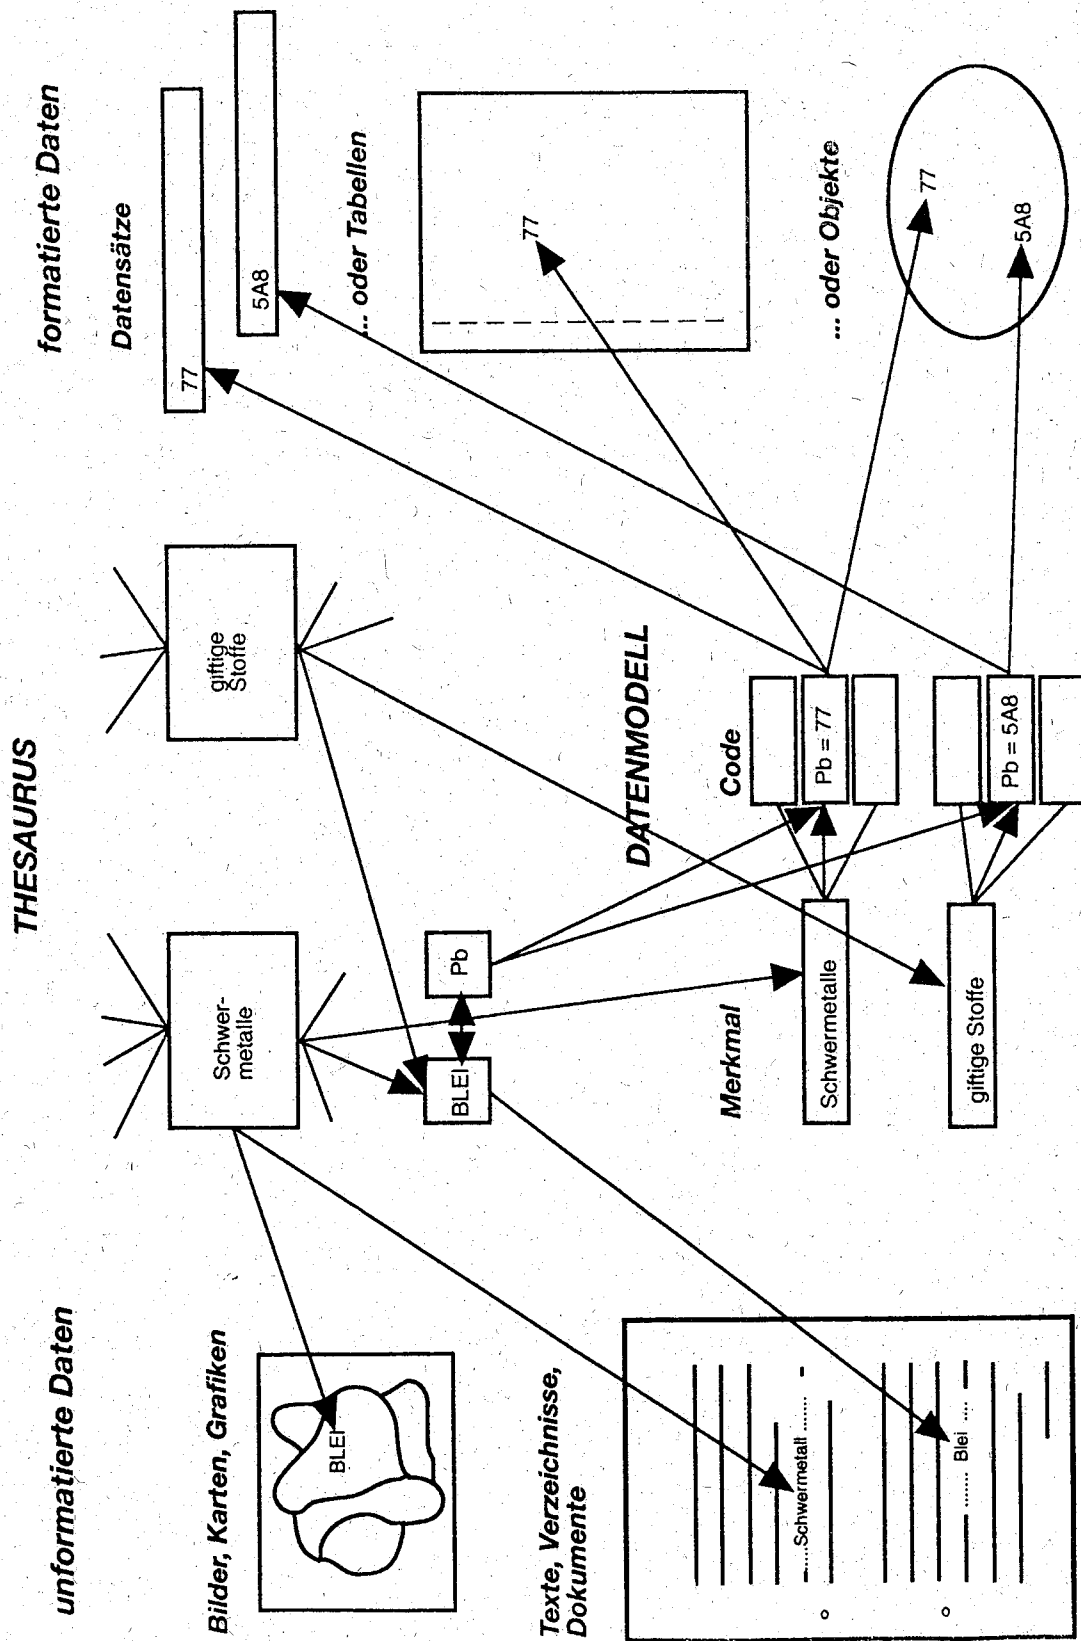 THESAURUS
unformatierte Daten
formatierte Daten
Bilder, Karten, Grafiken
BLEI
Texte, Verzeichnisse,
Dokumente
.....Schwermetall ........
........ Blei .....
Schwer-
metalle
giftige
Stoffe
BLEI
Pb
DATENMODELL
Merkmal
Code
Schwermetalle
Pb = 77
giftige Stoffe
Pb = 5A8
Datensätze
77
5A8
... oder Tabellen
77
... oder Objekte
77
5A8